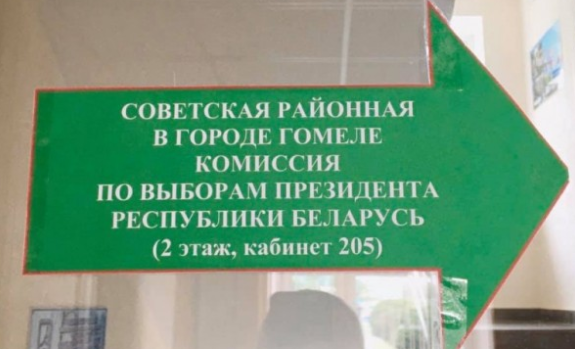 СОВЕТСКАЯ РАЙОННАЯ
В ГОРОДЕ ГОМЕЛЕ
КОМИССИЯ
ПО ВЫБОРАМ ПРЕЗИДЕНТА
РЕСПУБЛИКИ БЕЛАРУСЬ
(2 этаж, кабинет 205)